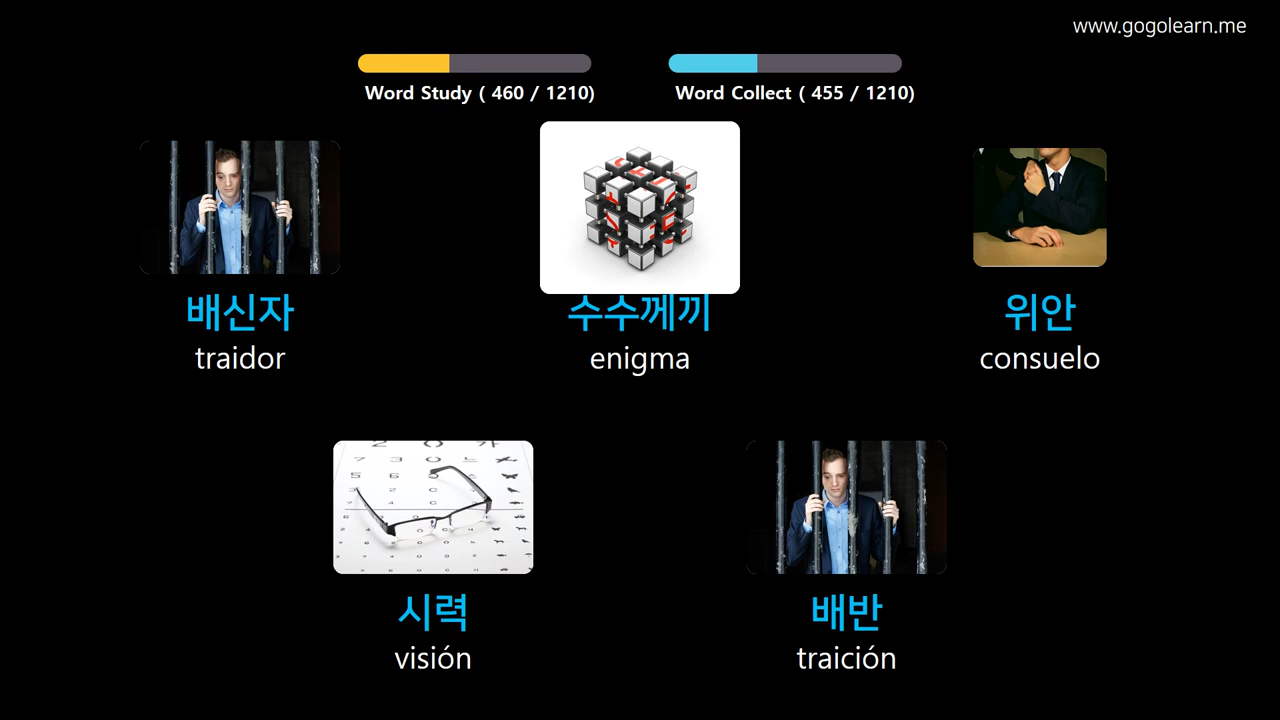 www.gogolearn.me
Word Study ( 460 / 1210)
Word Collect ( 455 / 1210)
배신자
traidor
수수께끼
enigma
위안
consuelo
시력
visión
배반
traición